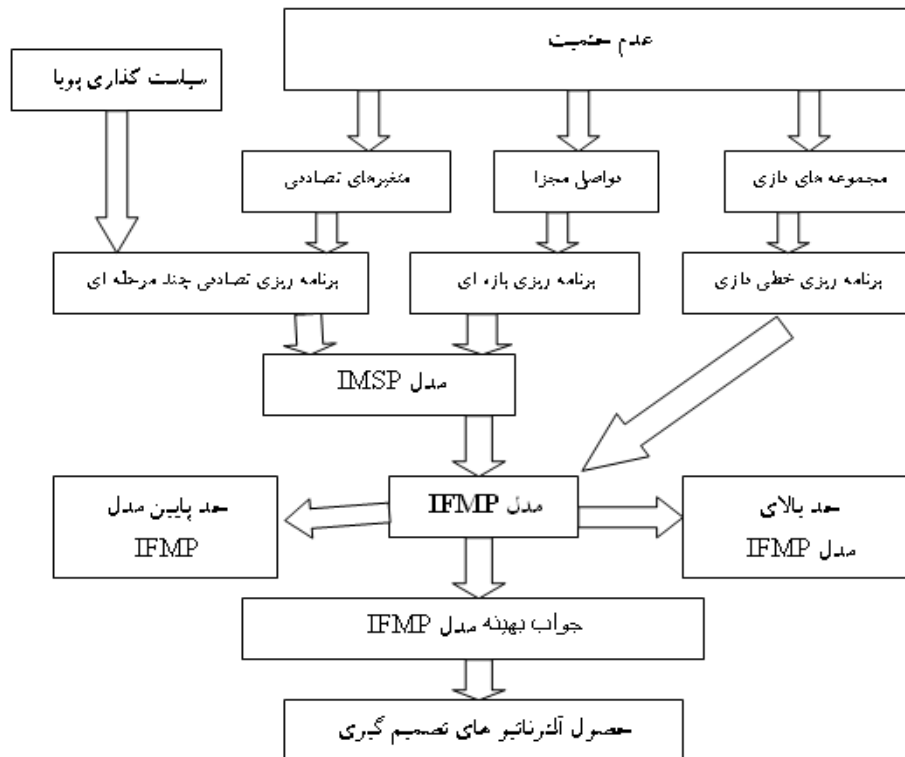 عدم حتمیت
سیاست گذاری پویا
مجموعه های فازی
فواصل مجزا
متغیرهای تصادفی
برنامه ریزی خطی فازی
برنامه ریزی بازه ای
برنامه ریزی تصادفی چند مرحله ای
مدل IMSP
حد بالای
مدل IFMP
مدل IFMP
حد پایین مدل
IFMP
جواب بهینه مدل IFMP
حصول آلترناتیو های تصمیم گیری